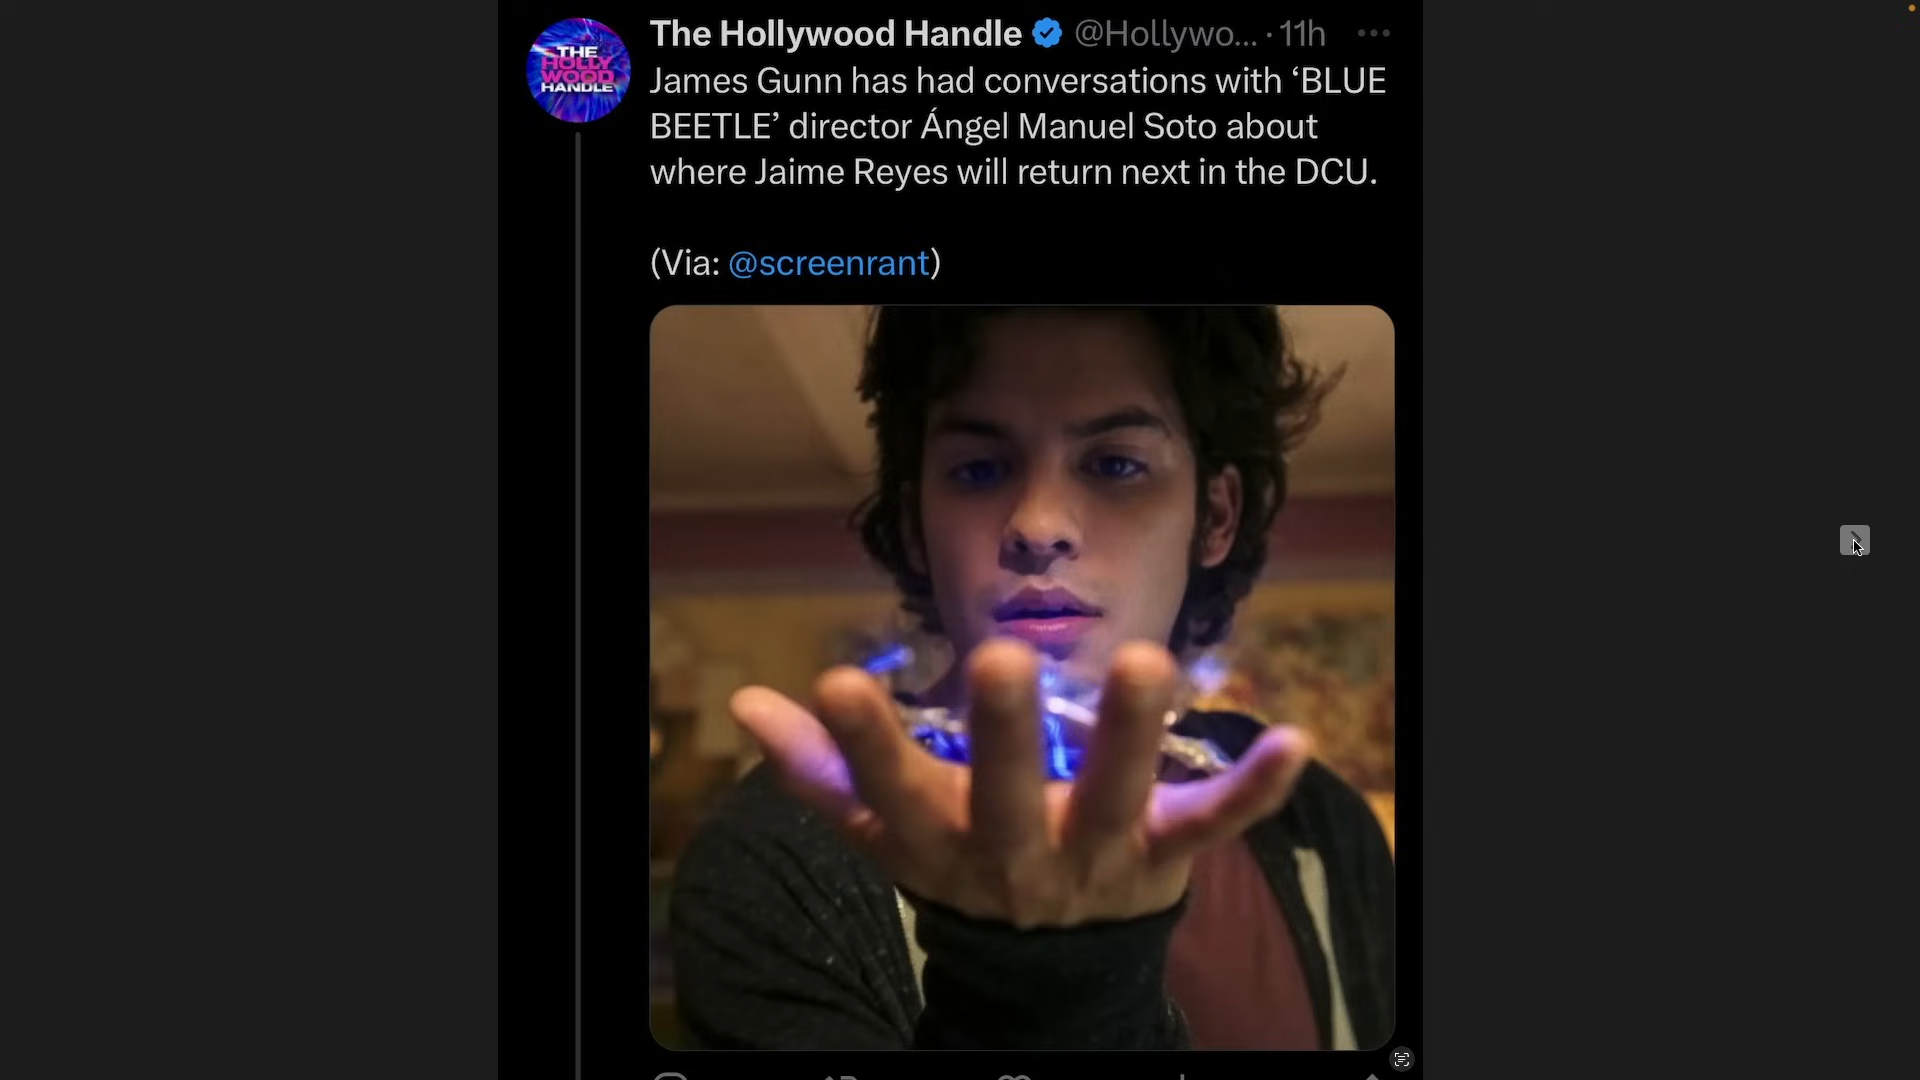 The Hollywood Handle @Hollywo... · 11h
THE
HOLLY
WOOD
HANDLE
James Gunn has had conversations with ‘BLUE
BEETLE’ director Ángel Manuel Soto about
where Jaime Reyes will return next in the DCU.
(Via: @screenrant)